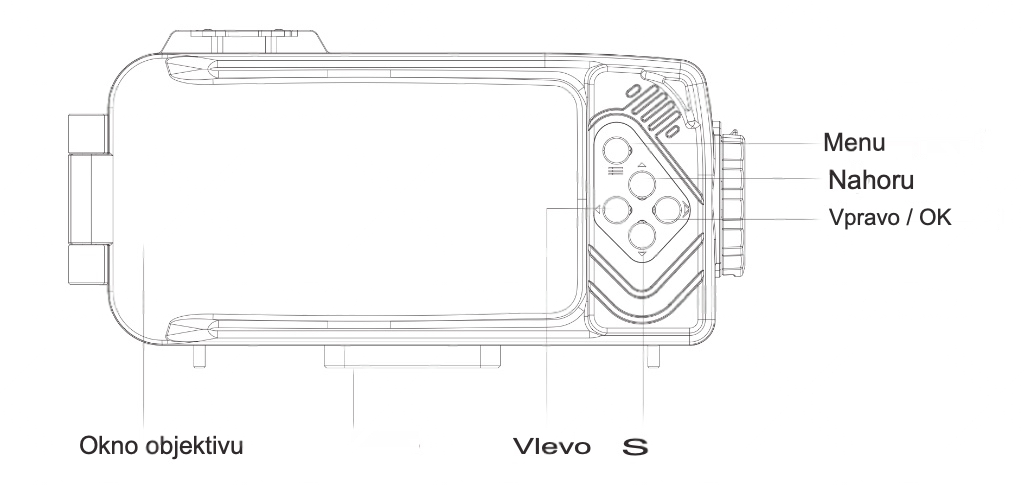 Menu
Nahoru
Vpravo / OK
Okno objektivu
Vlevo
S